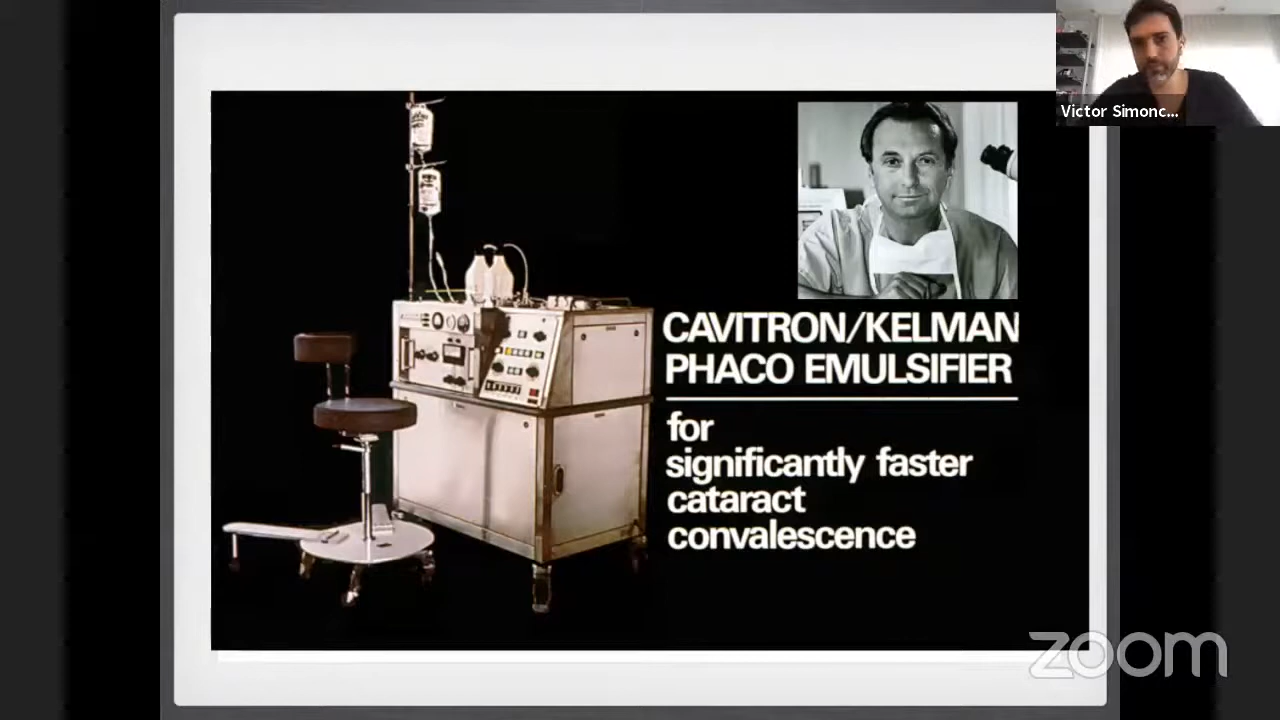 Victor Simonc...
CAVITRON/KELMAN
PHACO EMULSIFIER
for
significantly faster
cataract
convalescence
zoom